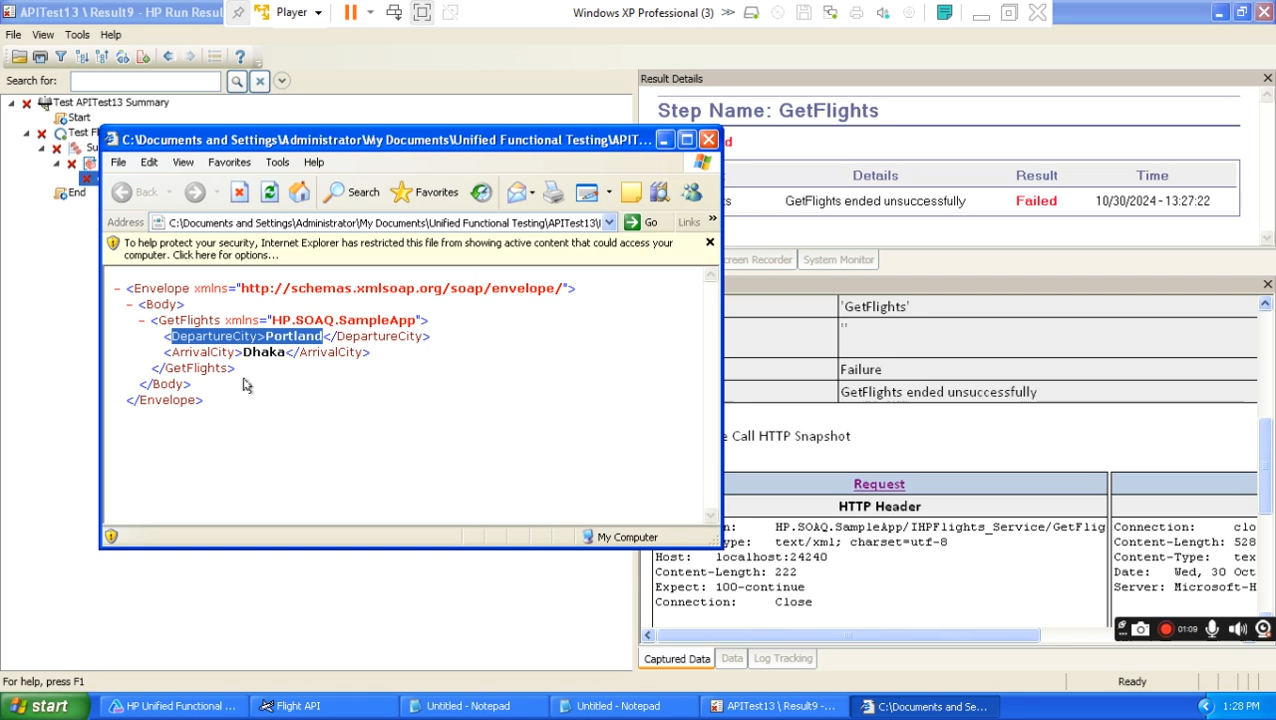 APITest13 \ Result9 - HP Run Resul
Player
Windows XP Professional (3)
File View Tools Help
Search for:
Test APITest13 Summary
Start
Test Fl
Su
End
Result Details
Step Name: GetFlights
d
Details Result Time
s GetFlights ended unsuccessfully Failed 10/30/2024 - 13:27:22
creen Recorder System Monitor
C:\Documents and Settings\Administrator\My Documents\Unified Functional Testing\APIT...
File Edit View Favorites Tools Help
Back Search Favorites
Address C:\Documents and Settings\Administrator\My Documents\Unified Functional Testing\APITest13\ Go Links
To help protect your security, Internet Explorer has restricted this file from showing active content that could access your
computer. Click here for options...
- <Envelope xmlns="http://schemas.xmlsoap.org/soap/envelope/">
- <Body>
- <GetFlights xmlns="HP.SOAQ.SampleApp">
<DepartureCity>Portland</DepartureCity>
<ArrivalCity>Dhaka</ArrivalCity>
</GetFlights>
</Body>
</Envelope>
My Computer
'GetFlights'
''
Failure
GetFlights ended unsuccessfully
e Call HTTP Snapshot
Request
HTTP Header
n: HP.SOAQ.SampleApp/IHPFlights_Service/GetFlig
ype: text/xml; charset=utf-8
Host: localhost:24240
Content-Length: 222
Expect: 100-continue
Connection: Close
Connection: clo
Content-Length: 528
Content-Type: tex
Date: Wed, 30 Oct
Server: Microsoft-H
01:09
Captured Data Data Log Tracking
For help, press F1
Ready
start
HP Unified Functional ...
Flight API
Untitled - Notepad
Untitled - Notepad
APITest13 \ Result9 -...
C:\Documents and Se...
1:28 PM